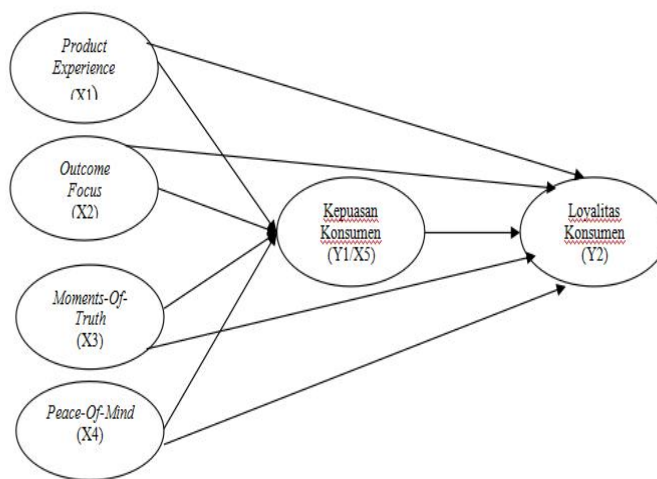 Product
Experience
(X1)
Outcome
Focus
(X2)
Moments-Of-
Truth
(X3)
Peace-Of-Mind
(X4)
Kepuasan
Konsumen
(Y1/X5)
Loyalitas
Konsumen
(Y2)